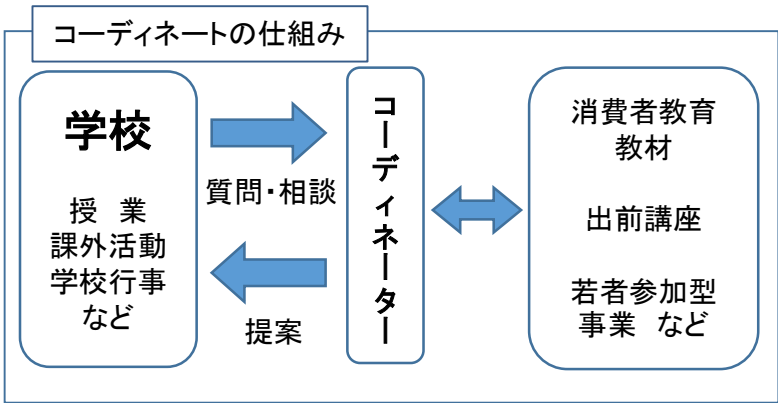 コーディネートの仕組み
学校
授　業
課外活動
学校行事
など
質問・相談
提案
コーディネーター
消費者教育
教材
出前講座
若者参加型
事業　など